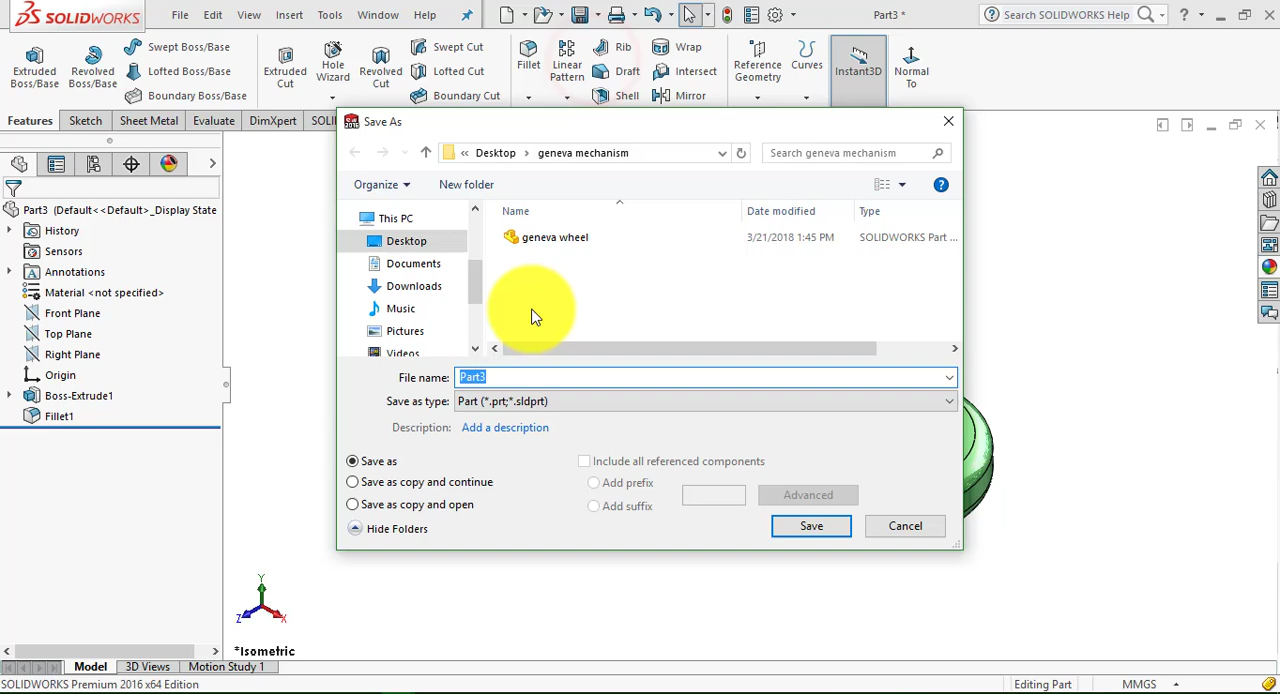 SOLIDWORKS File Edit View Insert Tools Window Help Part3 * Search SOLIDWORKS Help ?
Extruded Boss/Base
Revolved Boss/Base
Swept Boss/Base
Lofted Boss/Base
Boundary Boss/Base
Extruded Cut
Hole Wizard
Revolved Cut
Swept Cut
Lofted Cut
Boundary Cut
Fillet
Linear Pattern
Rib
Draft
Shell
Wrap
Intersect
Mirror
Reference Geometry
Curves
Instant3D
Normal To
Features Sketch Sheet Metal Evaluate DimXpert SOLI
Part3 (Default<<Default>_Display State
History
Sensors
Annotations
Material <not specified>
Front Plane
Top Plane
Right Plane
Origin
Boss-Extrude1
Fillet1
Save As
« Desktop › geneva mechanism
Search geneva mechanism
Organize New folder
This PC
Desktop
Documents
Downloads
Music
Pictures
Videos
Name Date modified Type
geneva wheel 3/21/2018 1:45 PM SOLIDWORKS Part ...
File name: Part3
Save as type: Part (*.prt;*.sldprt)
Description: Add a description
Save as
Save as copy and continue
Save as copy and open
Include all referenced components
Add prefix
Add suffix
Advanced
Hide Folders
Save Cancel
Y
Z X
*Isometric
Model 3D Views Motion Study 1
SOLIDWORKS Premium 2016 x64 Edition Editing Part MMGS